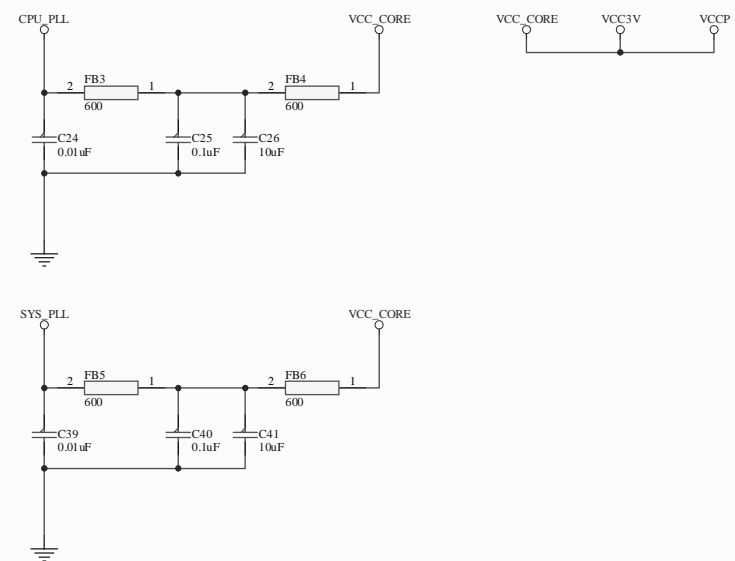 CPU_PLL
VCC_CORE
VCC_CORE
VCC3V
VCCP
2 FB3 1
600
2 FB4 1
600
C24
0.01uF
C25
0.1uF
C26
10uF
SYS_PLL
VCC_CORE
2 FB5 1
600
2 FB6 1
600
C39
0.01uF
C40
0.1uF
C41
10uF